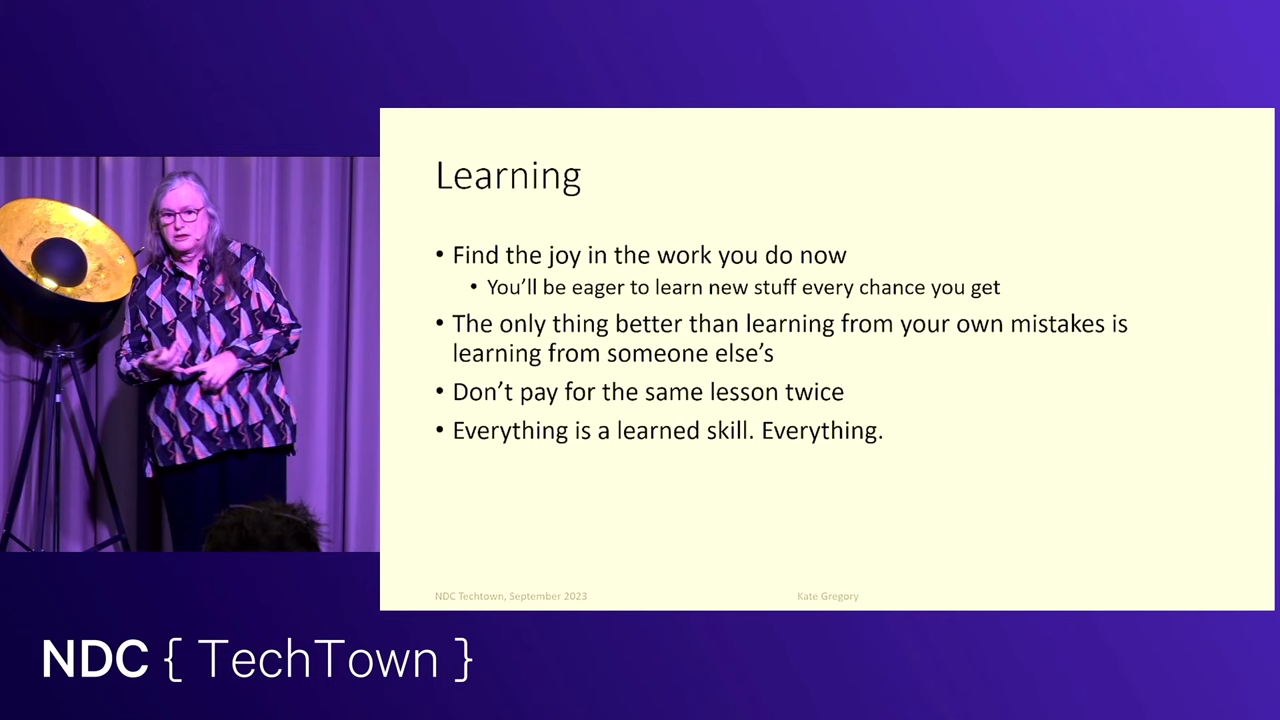 Learning
• Find the joy in the work you do now
• You’ll be eager to learn new stuff every chance you get
• The only thing better than learning from your own mistakes is
learning from someone else’s
• Don’t pay for the same lesson twice
• Everything is a learned skill. Everything.
NDC Techtown, September 2023
Kate Gregory
NDC { TechTown }